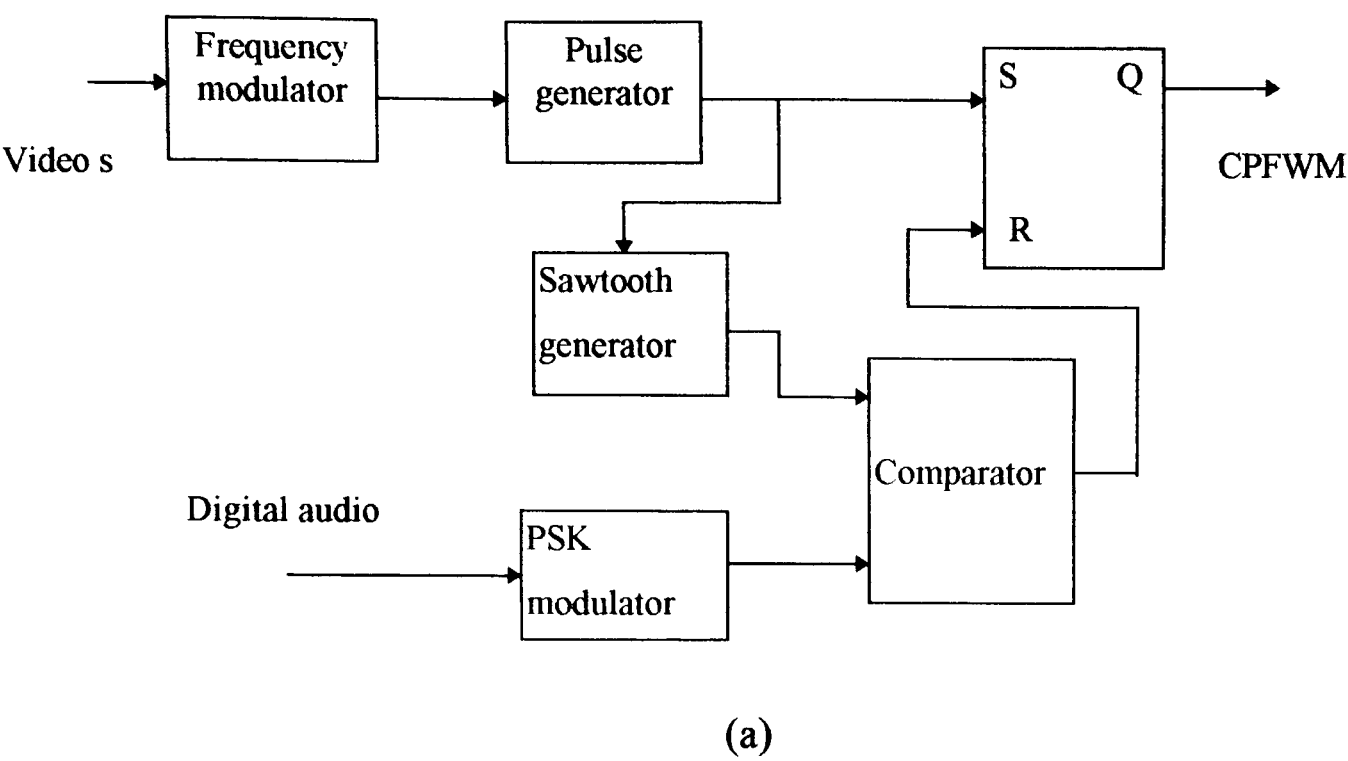 Frequency
modulator
Pulse
generator
S Q
Video s
CPFWM
R
Sawtooth
generator
Comparator
Digital audio
PSK
modulator
(a)